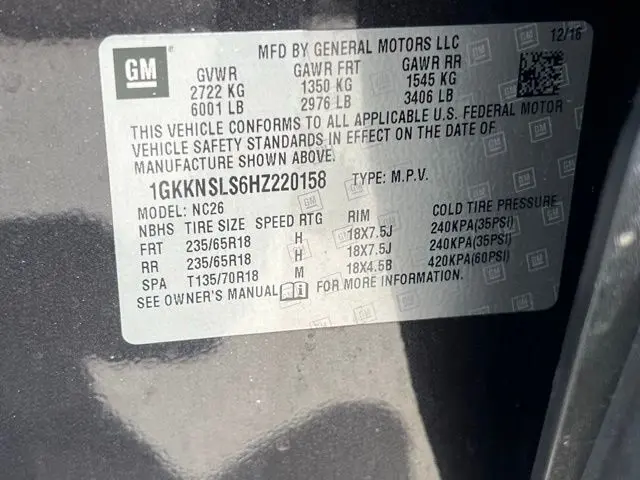 GM
MFD BY GENERAL MOTORS LLC 12/16
GVWR GAWR FRT GAWR RR
2722 KG 1350 KG 1545 KG
6001 LB 2976 LB 3406 LB
THIS VEHICLE CONFORMS TO ALL APPLICABLE U.S. FEDERAL MOTOR
VEHICLE SAFETY STANDARDS IN EFFECT ON THE DATE OF
MANUFACTURE SHOWN ABOVE.
1GKKNSLS6HZ220158 TYPE: M.P.V.
MODEL: NC26
NBHS TIRE SIZE SPEED RTG RIM COLD TIRE PRESSURE
FRT 235/65R18 H 18X7.5J 240KPA(35PSI)
RR 235/65R18 H 18X7.5J 240KPA(35PSI)
SPA T135/70R18 M 18X4.5B 420KPA(60PSI)
SEE OWNER'S MANUAL FOR MORE INFORMATION.